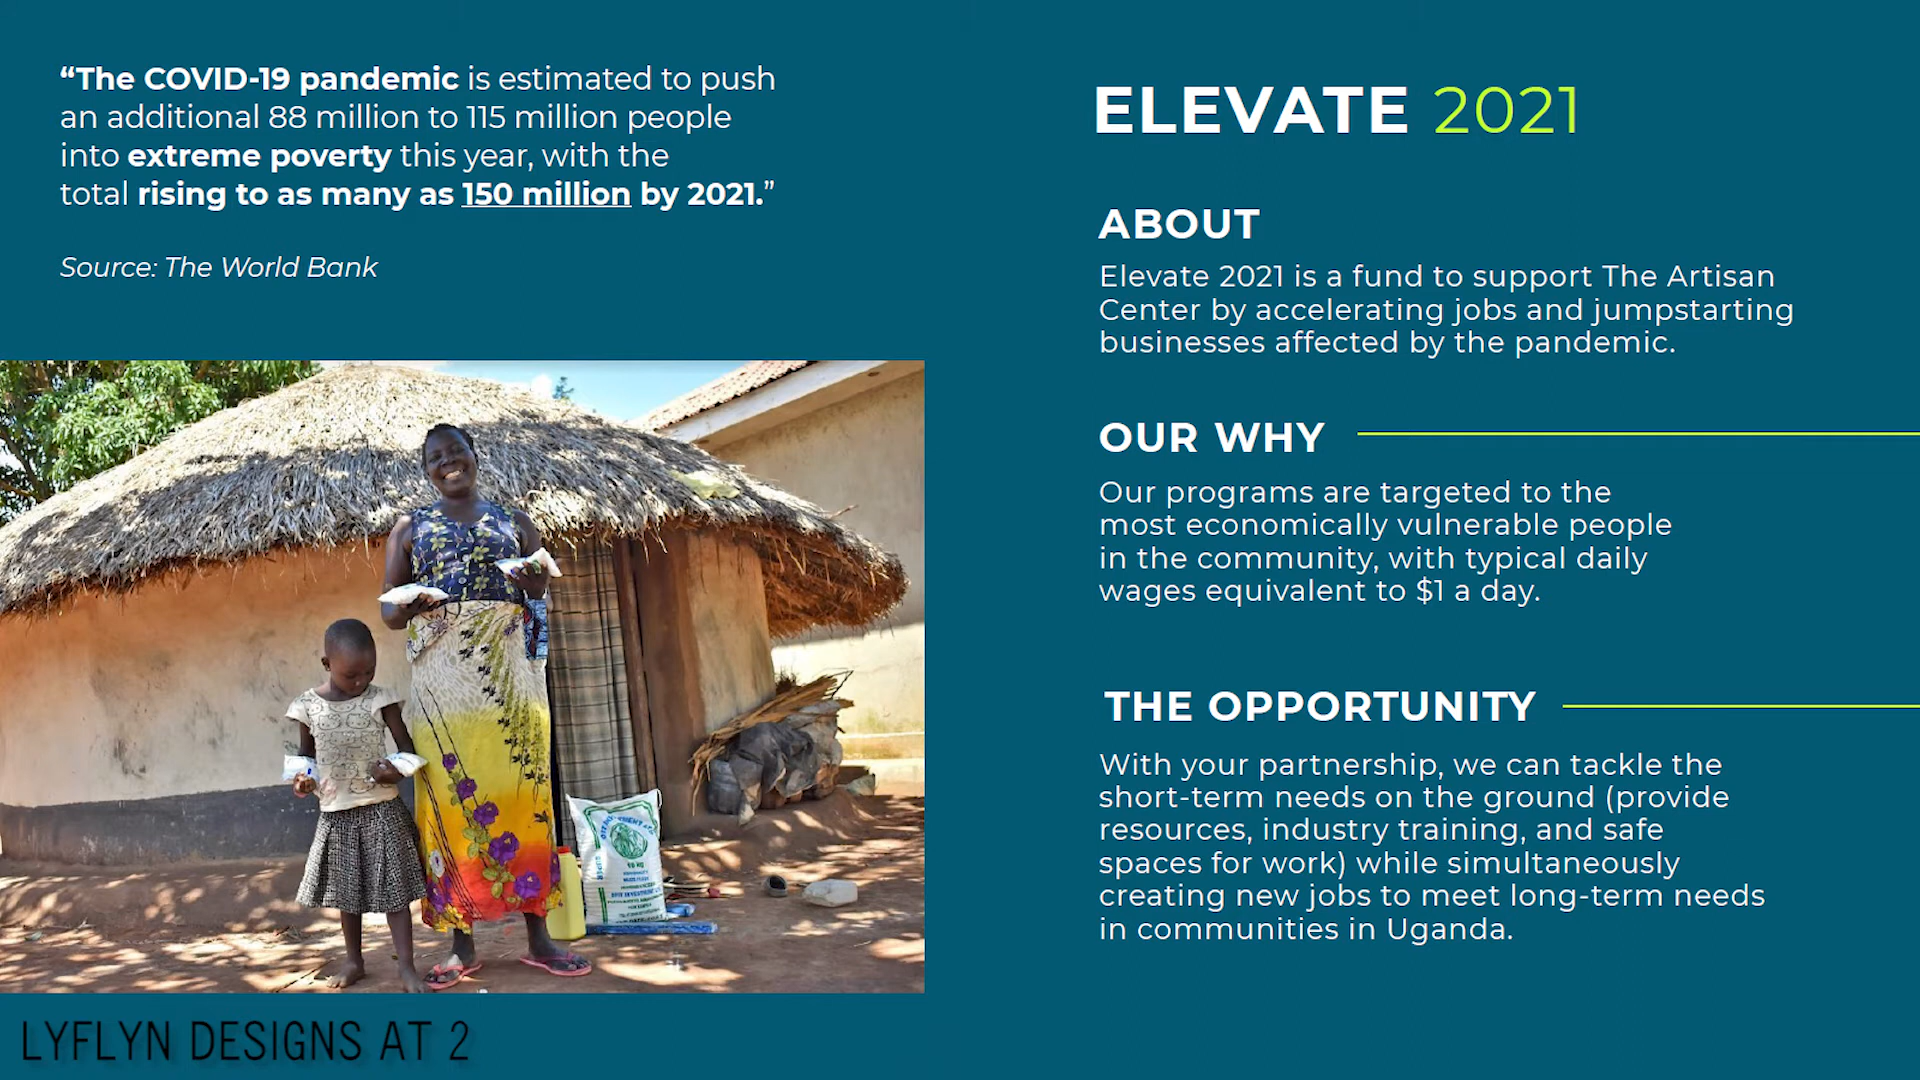 “The COVID-19 pandemic is estimated to push
an additional 88 million to 115 million people
into extreme poverty this year, with the
total rising to as many as 150 million by 2021.”
Source: The World Bank
ELEVATE 2021
ABOUT
Elevate 2021 is a fund to support The Artisan
Center by accelerating jobs and jumpstarting
businesses affected by the pandemic.
OUR WHY
Our programs are targeted to the
most economically vulnerable people
in the community, with typical daily
wages equivalent to $1 a day.
THE OPPORTUNITY
With your partnership, we can tackle the
short-term needs on the ground (provide
resources, industry training, and safe
spaces for work) while simultaneously
creating new jobs to meet long-term needs
in communities in Uganda.
10 KG
LYFLYN DESIGNS AT 2